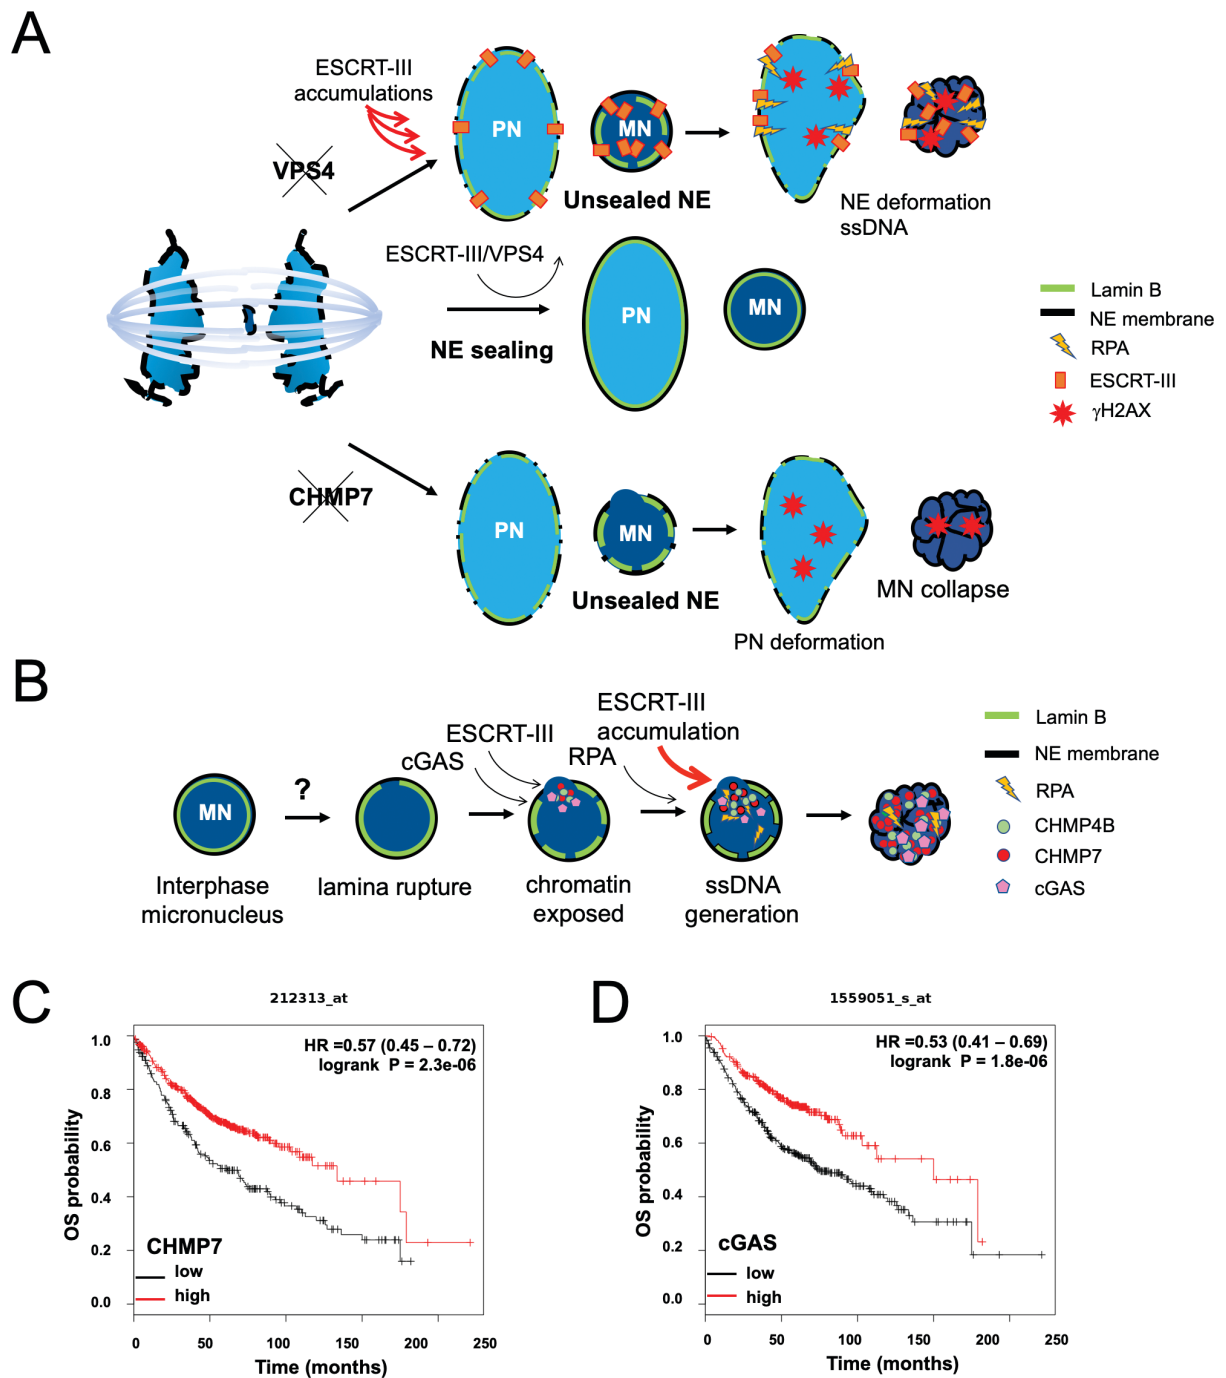 A
ESCRT-III
accumulations
VPS4
PN
MN
Unsealed NE
NE deformation
ssDNA
ESCRT-III/VPS4
NE sealing
PN
MN
Lamin B
NE membrane
RPA
ESCRT-III
γH2AX
CHMP7
PN
MN
Unsealed NE
MN collapse
PN deformation
B
ESCRT-III
accumulation
ESCRT-III
cGAS
RPA
MN
?
Interphase
micronucleus
lamina rupture
chromatin
exposed
ssDNA
generation
Lamin B
NE membrane
RPA
CHMP4B
CHMP7
cGAS
C
212313_at
HR =0.57 (0.45 – 0.72)
logrank P = 2.3e-06
OS probability
1.0
0.8
0.6
0.4
0.2
0.0
CHMP7
low
high
0 50 100 150 200 250
Time (months)
D
1559051_s_at
HR =0.53 (0.41 – 0.69)
logrank P = 1.8e-06
OS probability
1.0
0.8
0.6
0.4
0.2
0.0
cGAS
low
high
0 50 100 150 200 250
Time (months)